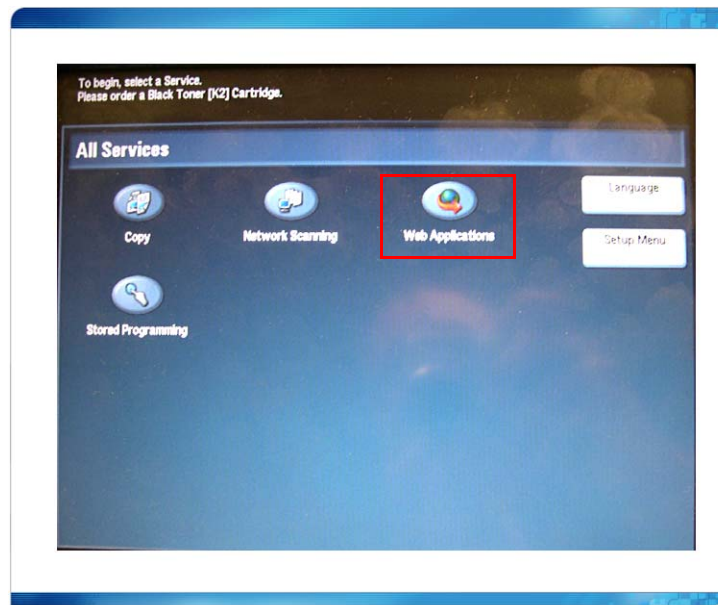 To begin, select a Service.
Please order a Black Toner [K2] Cartridge.
All Services
Copy
Network Scanning
Web Applications
Language
Setup Menu
Stored Programming